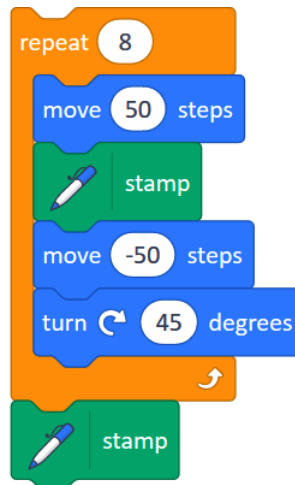 repeat 8
move 50 steps
stamp
move -50 steps
turn 45 degrees
stamp